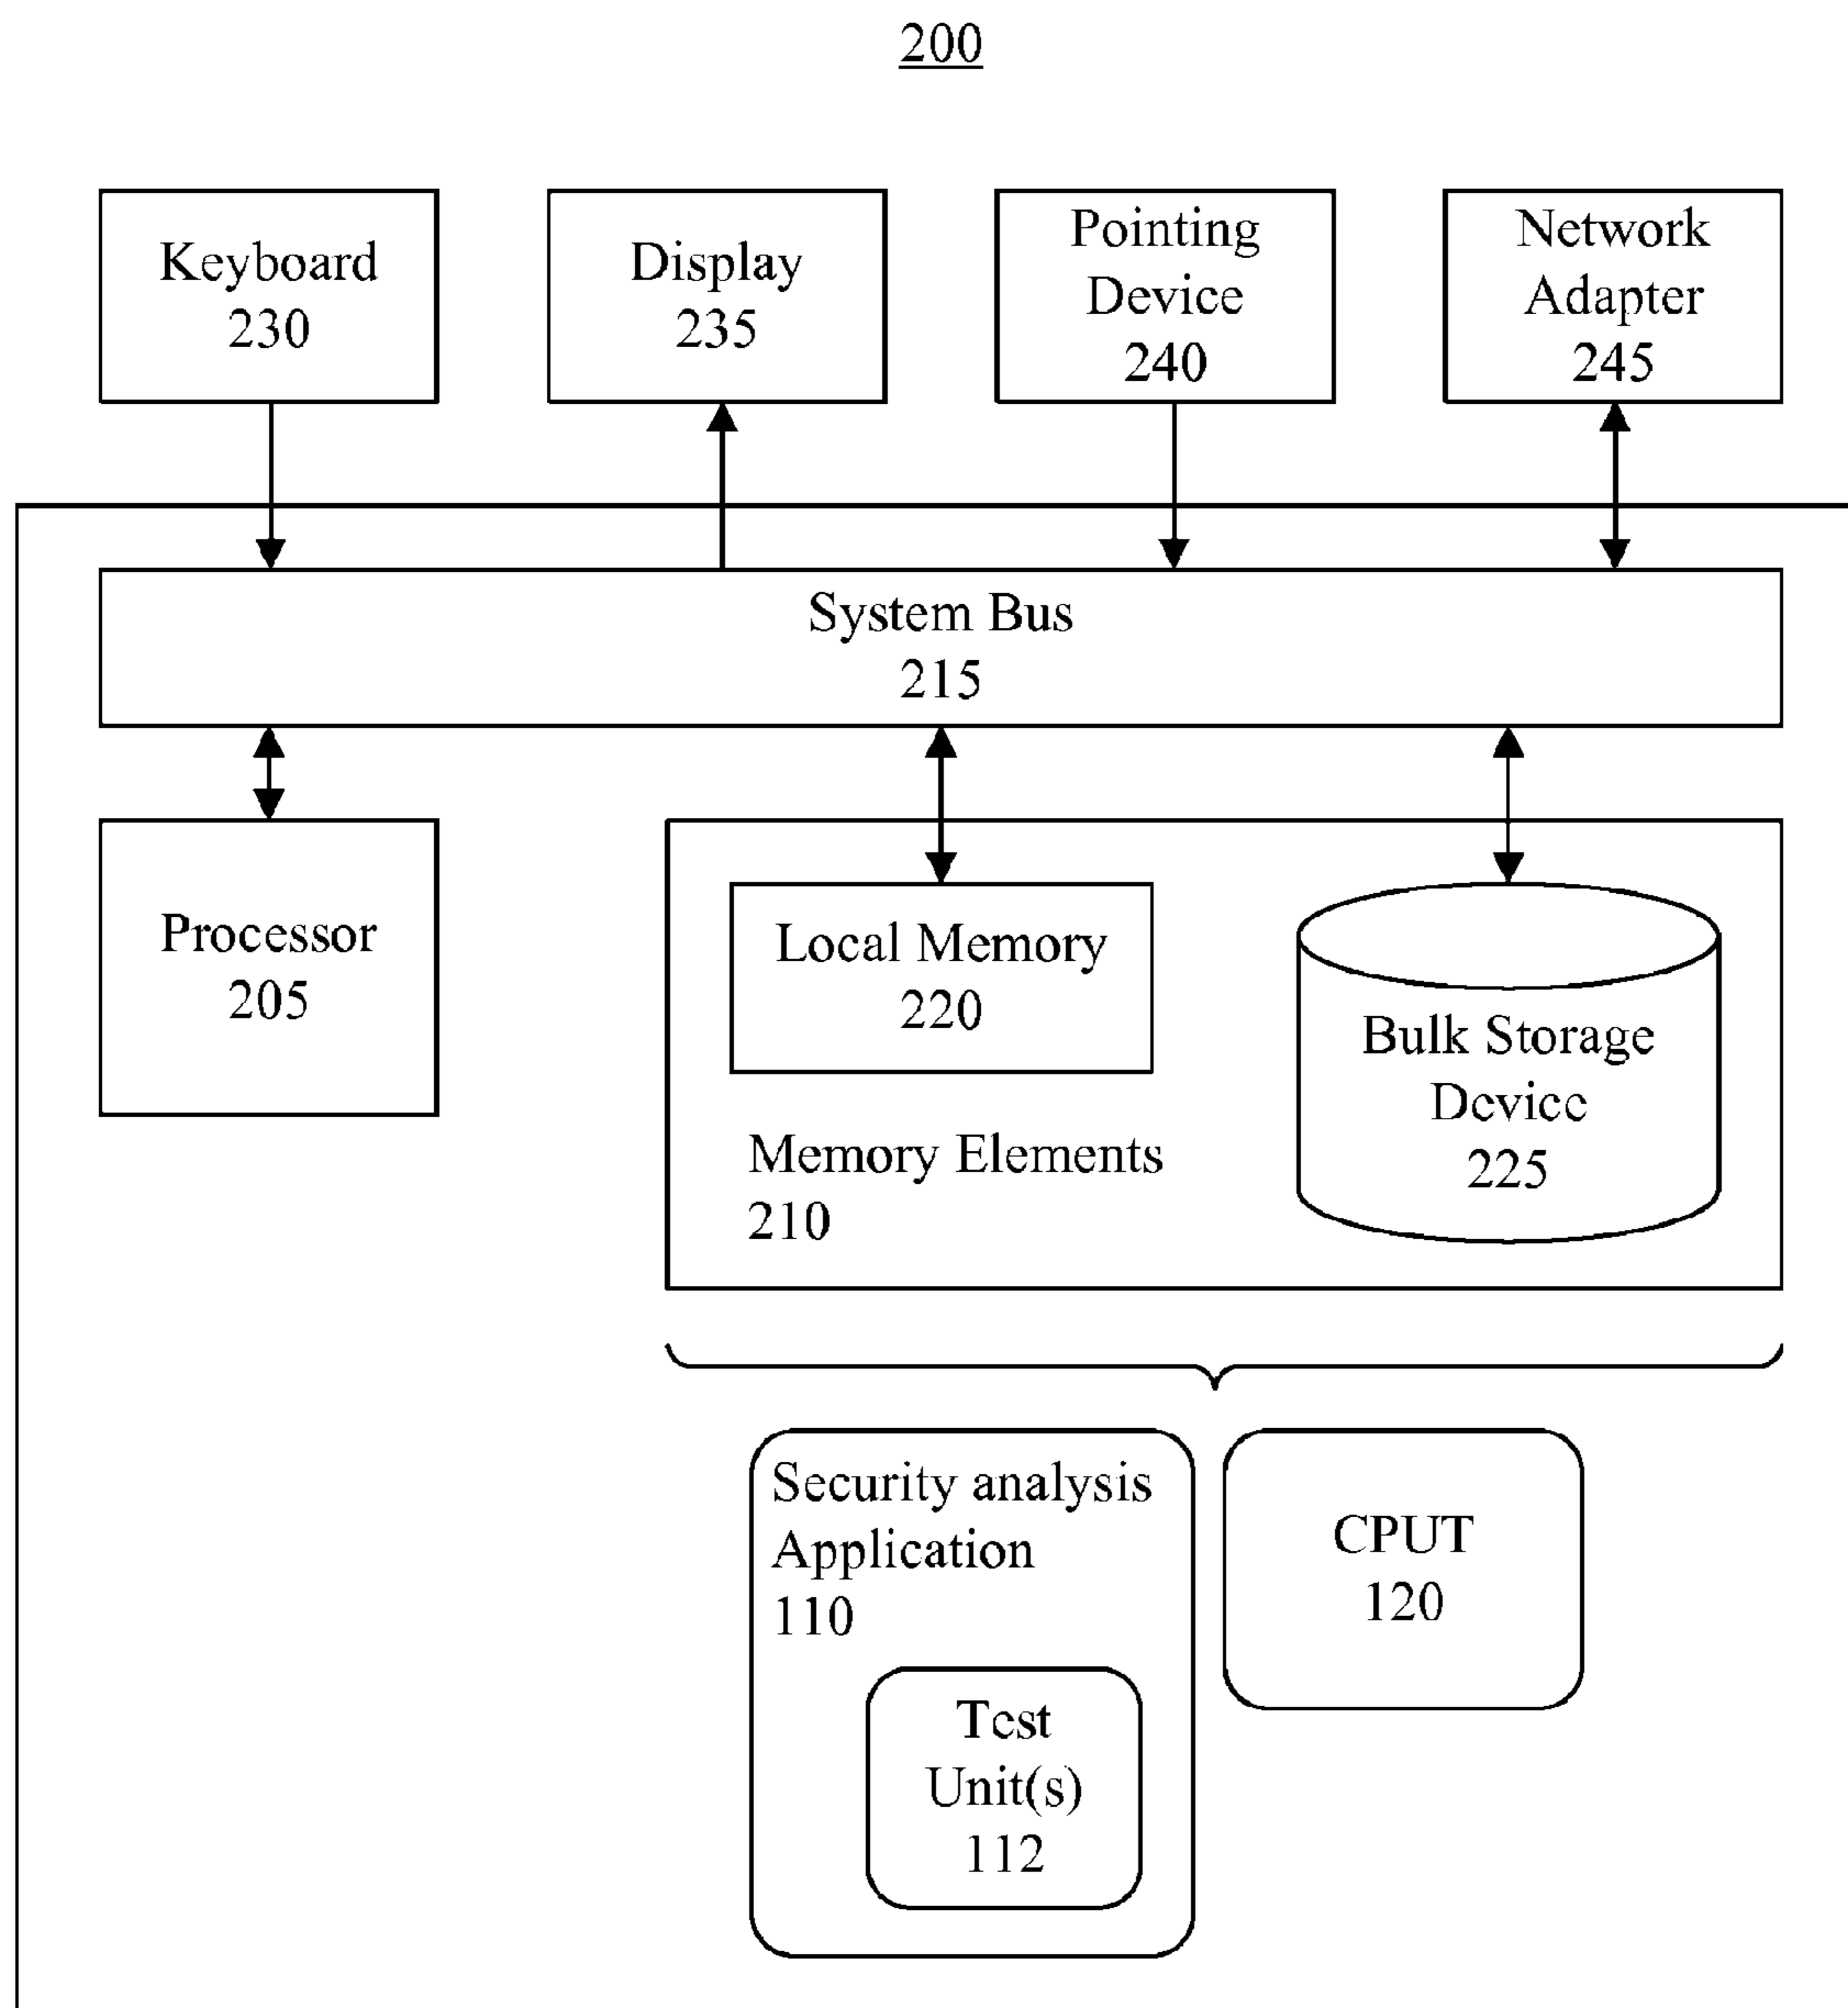 200
Keyboard
230
Display
235
Pointing
Device
240
Network
Adapter
245
System Bus
215
Processor
205
Local Memory
220
Bulk Storage
Device
225
Memory Elements
210
Security analysis
Application
110
Test
Unit(s)
112
CPUT
120